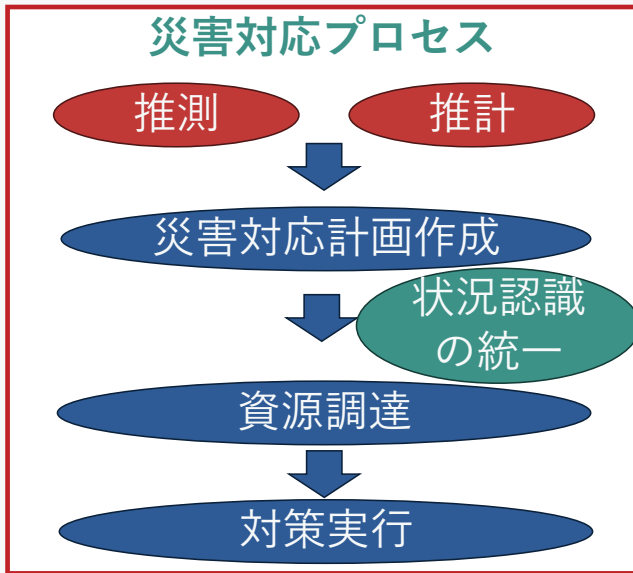 災害対応プロセス
推測
推計
災害対応計画作成
状況認識
の統一
資源調達
対策実行